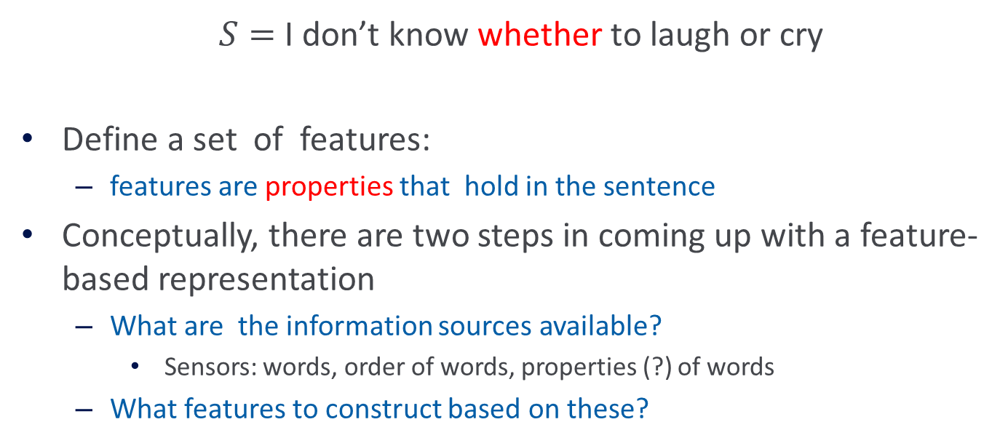 S = I don't know whether to laugh or cry
• Define a set of features:
– features are properties that hold in the sentence
• Conceptually, there are two steps in coming up with a feature-
based representation
– What are the information sources available?
• Sensors: words, order of words, properties (?) of words
– What features to construct based on these?